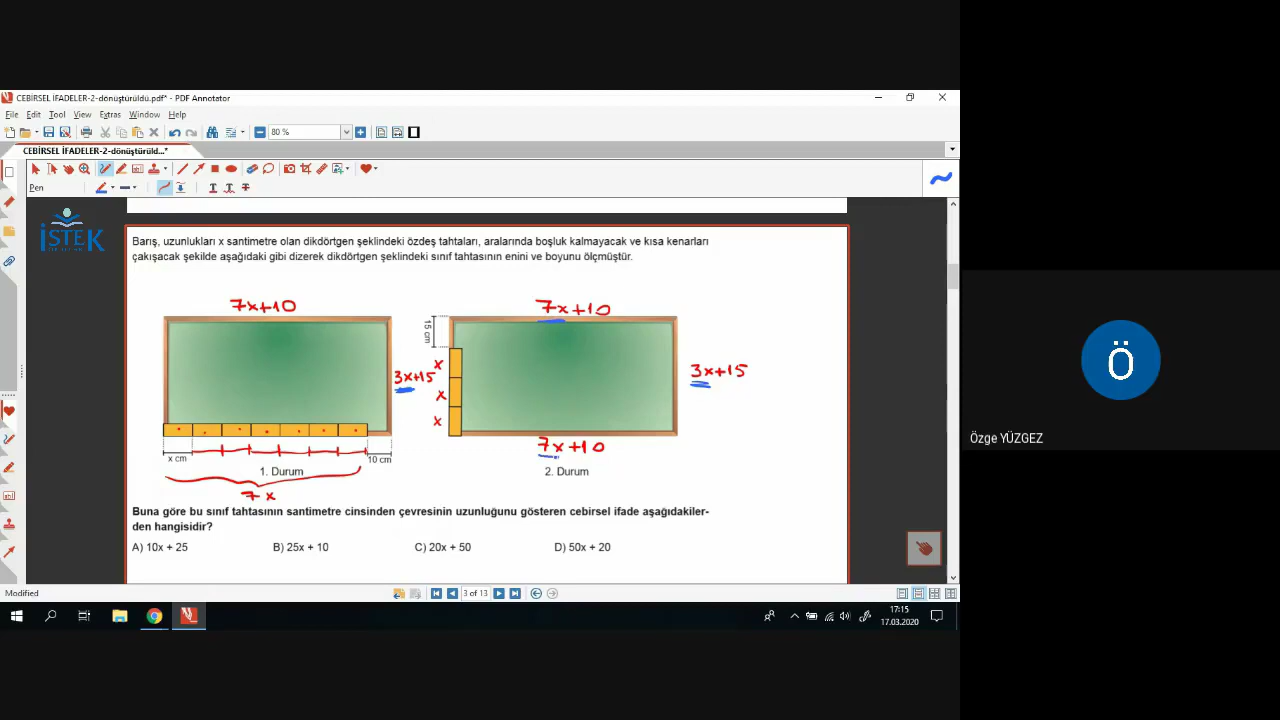 CEBİRSEL İFADELER-2-dönüştürüldü.pdf* - PDF Annotator
File Edit Tool View Extras Window Help
80 %
CEBİRSEL İFADELER-2-dönüştürüld...*
Pen
İSTEK
Barış, uzunlukları x santimetre olan dikdörtgen şeklindeki özdeş tahtaları, aralarında boşluk kalmayacak ve kısa kenarları
çakışacak şekilde aşağıdaki gibi dizerek dikdörtgen şeklindeki sınıf tahtasının enini ve boyunu ölçmüştür.
7x+10
7x+10
15 cm
3x+15
x
x
x
3x+15
x cm
10 cm
7x+10
1. Durum
2. Durum
7 x
Buna göre bu sınıf tahtasının santimetre cinsinden çevresinin uzunluğunu gösteren cebirsel ifade aşağıdakiler-
den hangisidir?
A) 10x + 25 B) 25x + 10 C) 20x + 50 D) 50x + 20
Modified
3 of 13
17:15
17.03.2020
Ö
Özge YÜZGEZ